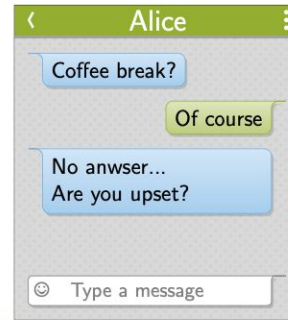 Alice
Coffee break?
Of course
No anwser...
Are you upset?
Type a message